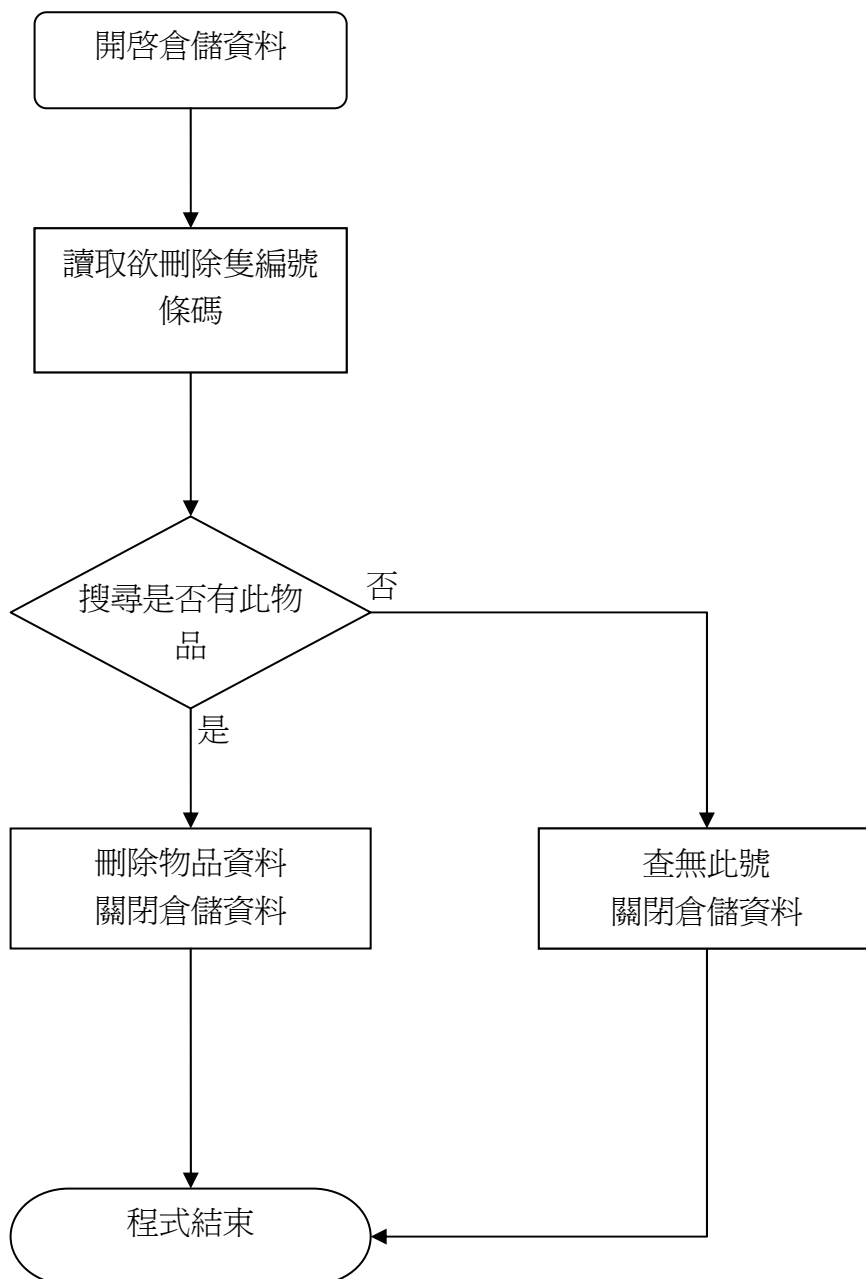 開啓倉儲資料
讀取欲刪除隻編號
條碼
搜尋是否有此物
品
否
是
刪除物品資料
關閉倉儲資料
查無此號
關閉倉儲資料
程式結束